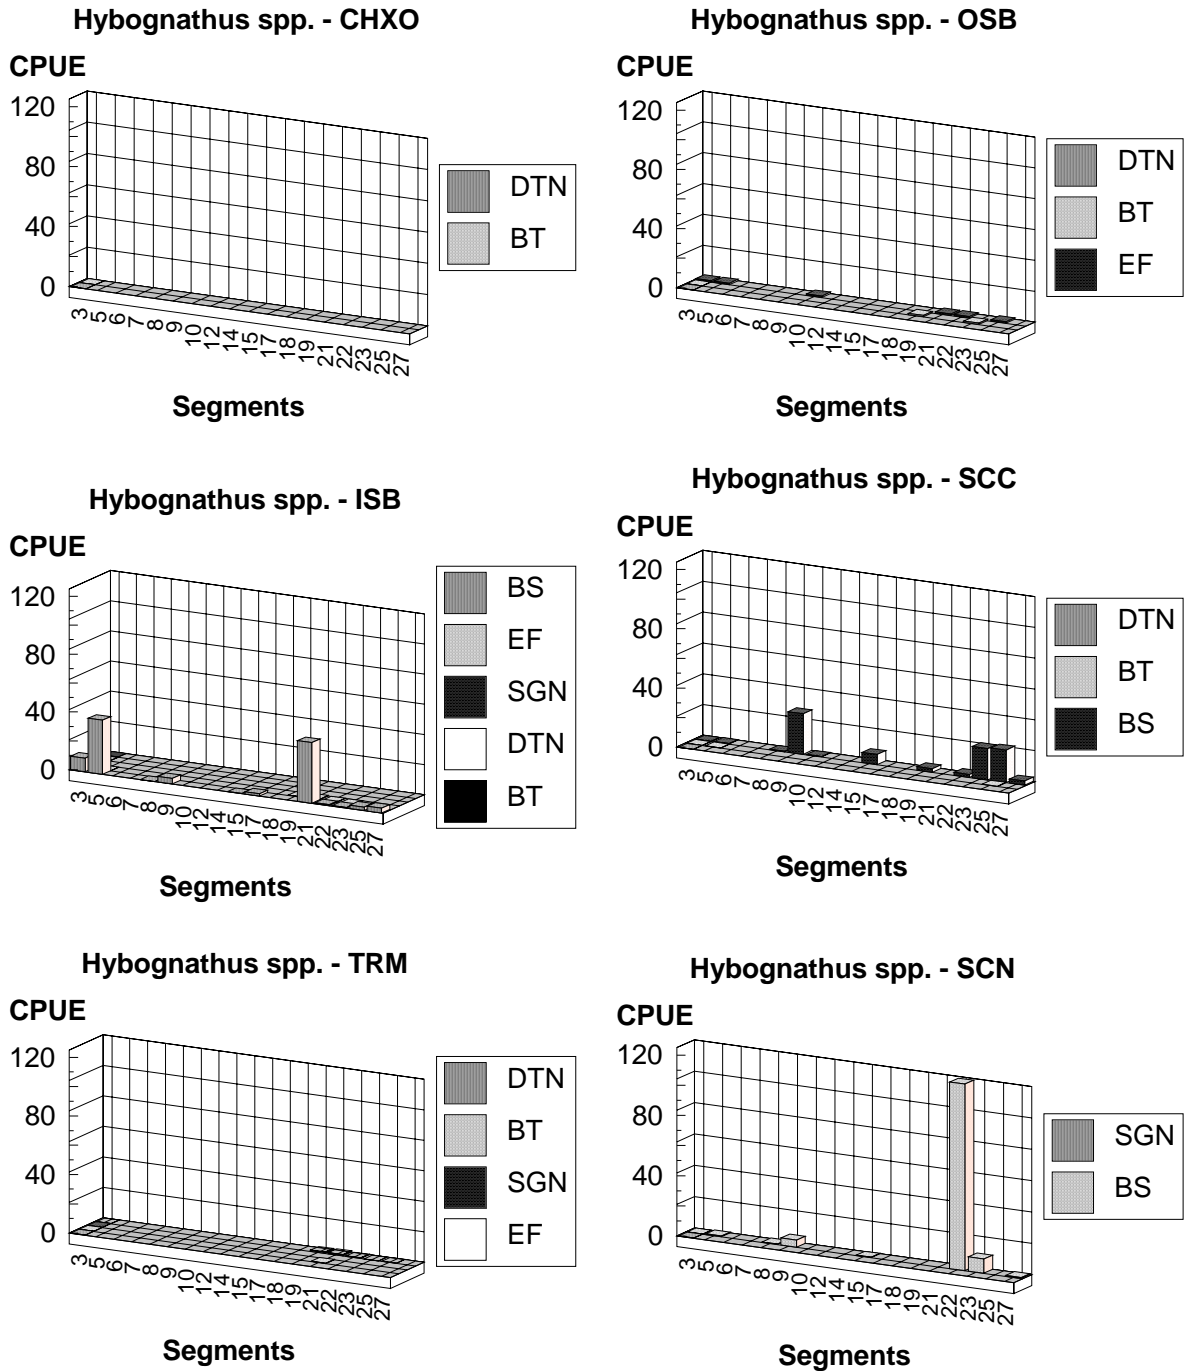 Hybognathus spp. - CHXO
CPUE
120
80
40
0
3 5 6 7 8 9 10 12 14 15 17 18 19 21 22 23 25 27
Segments
DTN
BT
Hybognathus spp. - OSB
CPUE
120
80
40
0
3 5 6 7 8 9 10 12 14 15 17 18 19 21 22 23 25 27
Segments
DTN
BT
EF
Hybognathus spp. - ISB
CPUE
120
80
40
0
3 5 6 7 8 9 10 12 14 15 17 18 19 21 22 23 25 27
Segments
BS
EF
SGN
DTN
BT
Hybognathus spp. - SCC
CPUE
120
80
40
0
3 5 6 7 8 9 10 12 14 15 17 18 19 21 22 23 25 27
Segments
DTN
BT
BS
Hybognathus spp. - TRM
CPUE
120
80
40
0
3 5 6 7 8 9 10 12 14 15 17 18 19 21 22 23 25 27
Segments
DTN
BT
SGN
EF
Hybognathus spp. - SCN
CPUE
120
80
40
0
3 5 6 7 8 9 10 12 14 15 17 18 19 21 22 23 25 27
Segments
SGN
BS